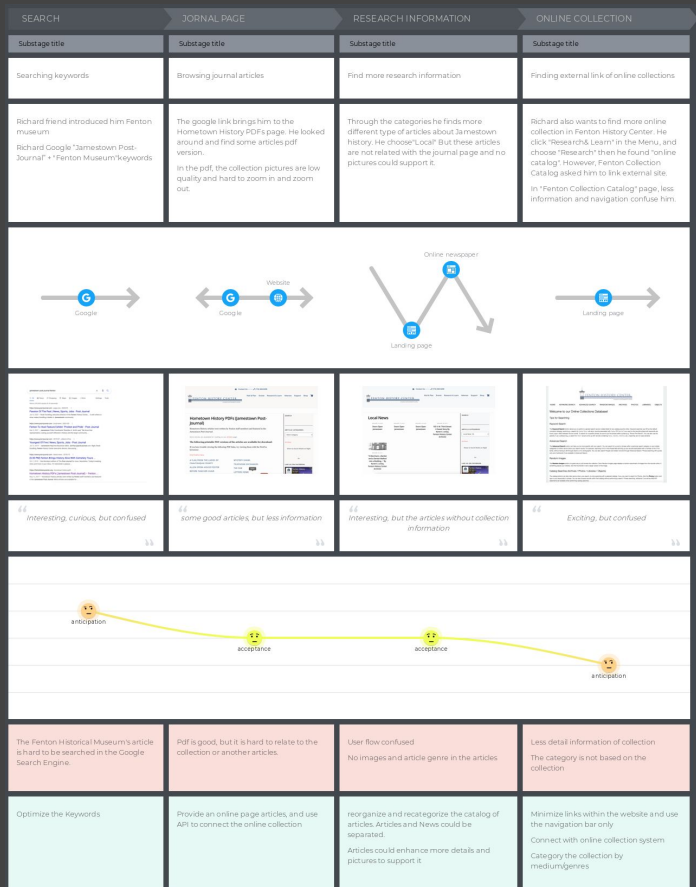 SEARCH
JORNAL PAGE
RESEARCH INFORMATION
ONLINE COLLECTION
Substage title
Substage title
Substage title
Substage title
Searching keywords
Browsing journal articles
Find more research information
Finding external link of online collections
Richard friend introduced him Fenton
museum
Richard Google "Jamestown Post-
Journal" + "Fenton Museum"keywords
The google link brings him to the
Hometown History PDFs page. He looked
around and find some articles pdf
version.
In the pdf, the collection pictures are low
quality and hard to zoom in and zoom
out.
Through the categories he finds more
different type of articles about Jamestown
history. He choose"Local" But these articles
are not related with the journal page and no
pictures could support it.
Richard also wants to find more online
collection in Fenton History Center. He
click "Research& Learn" in the Menu, and
choose "Research" then he found "online
catalog". However, Fenton Collection
Catalog asked him to link external site.
In "Fenton Collection Catalog" page, less
information and navigation confuse him.
Google
Website
Google
Online newspaper
Landing page
Landing page
Hometown History PDFs (Jamestown Post-
Journal)
Local News
Welcome to our Online Collections Database!
Interesting, curious, but confused
some good articles, but less information
Interesting, but the articles without collection
information
Exciting, but confused
anticipation
acceptance
acceptance
anticipation
The Fenton Historical Museum's article
is hard to be searched in the Google
Search Engine.
Pdf is good, but it is hard to relate to the
collection or another articles.
User flow confused
No images and article genre in the articles
Less detail information of collection
The category is not based on the
collection
Optimize the Keywords
Provide an online page articles, and use
API to connect the online collection
reorganize and recategorize the catalog of
articles. Articles and News could be
separated.
Articles could enhance more details and
pictures to support it
Minimize links within the website and use
the navigation bar only
Connect with online collection system
Category the collection by
medium/genres